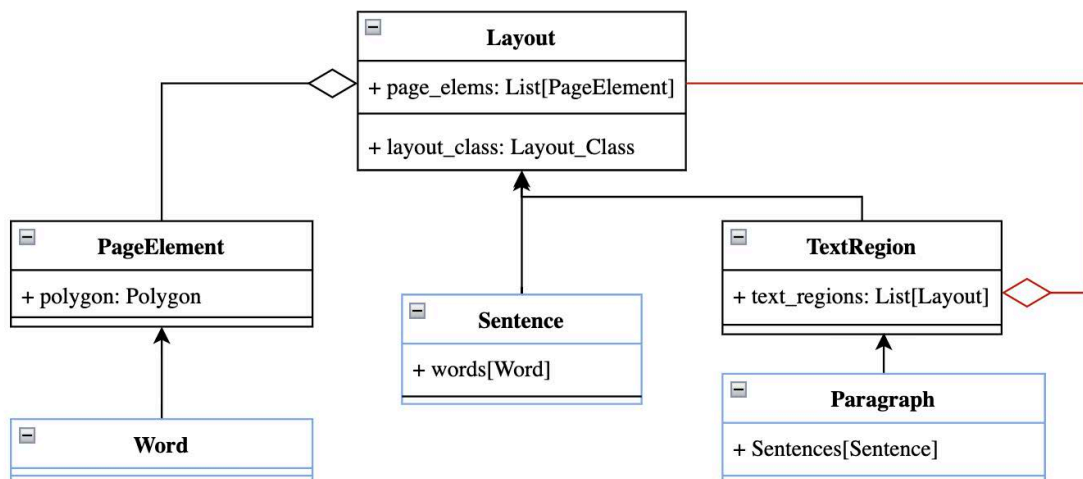 Layout
+ page_elems: List[PageElement]
+ layout_class: Layout_Class
PageElement
+ polygon: Polygon
TextRegion
+ text_regions: List[Layout]
Sentence
+ words[Word]
Word
Paragraph
+ Sentences[Sentence]